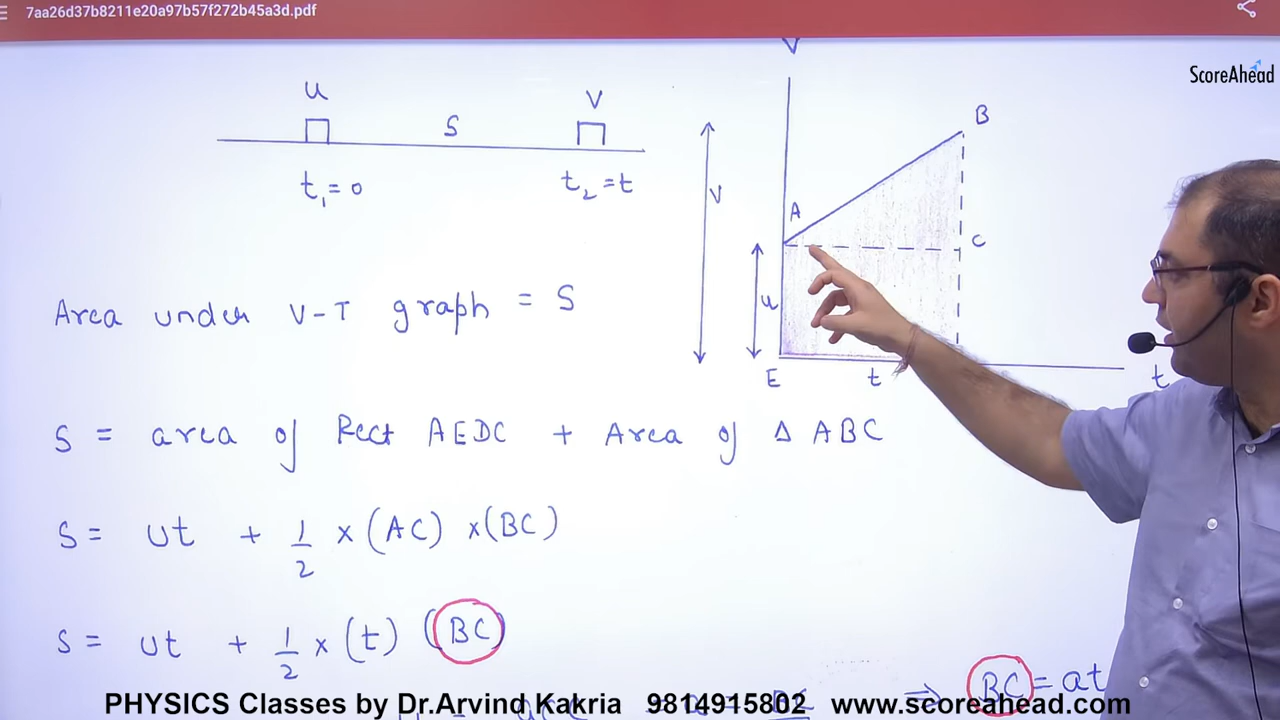 7aa26d37b8211e20a97b57f272b45a3d.pdf
ScoreAhead
V
u
S
V
B
t₁ = 0
t₂ = t
V
A
C
u
E
t
t
Area under V-T graph = S
S = area of Rect AEDC + Area of Δ ABC
S = ut + 1/2 × (AC) × (BC)
S = ut + 1/2 × (t) (BC)
⇒ BC = at
PHYSICS Classes by Dr.Arvind Kakria 9814915802 www.scoreahead.com